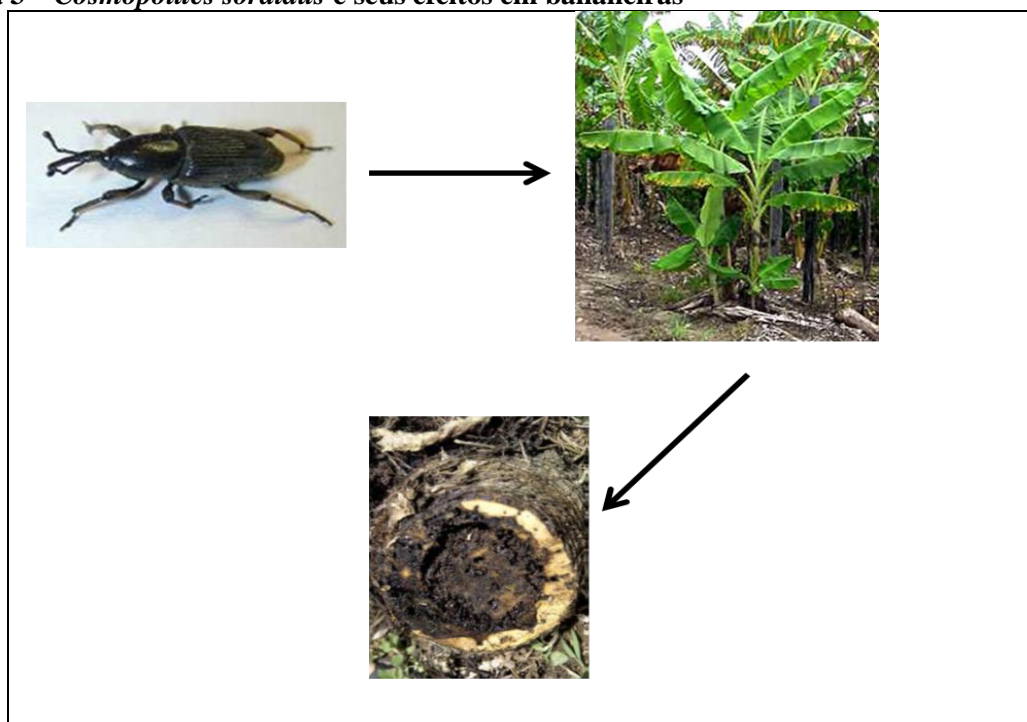 3 – Cosmopolites sordidus e seus efeitos em bananeiras